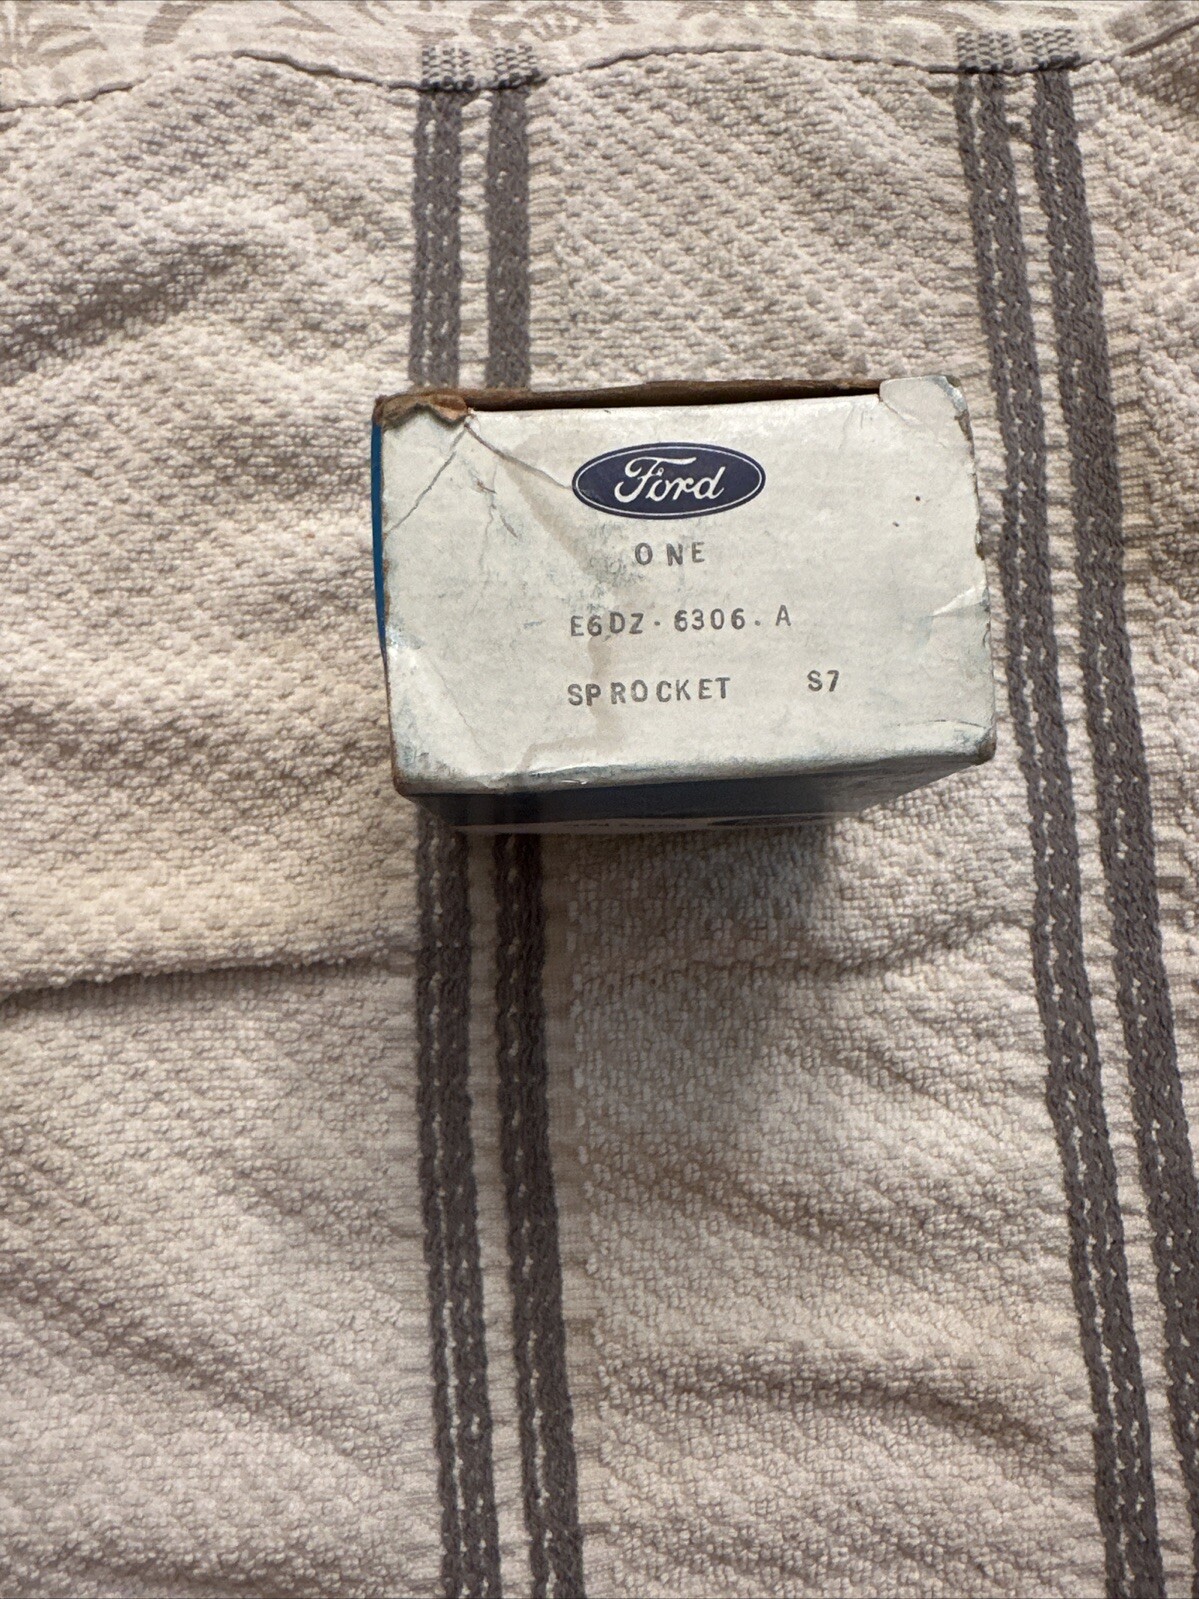 Ford
ONE
E6DZ-6306.A
SPROCKET S7